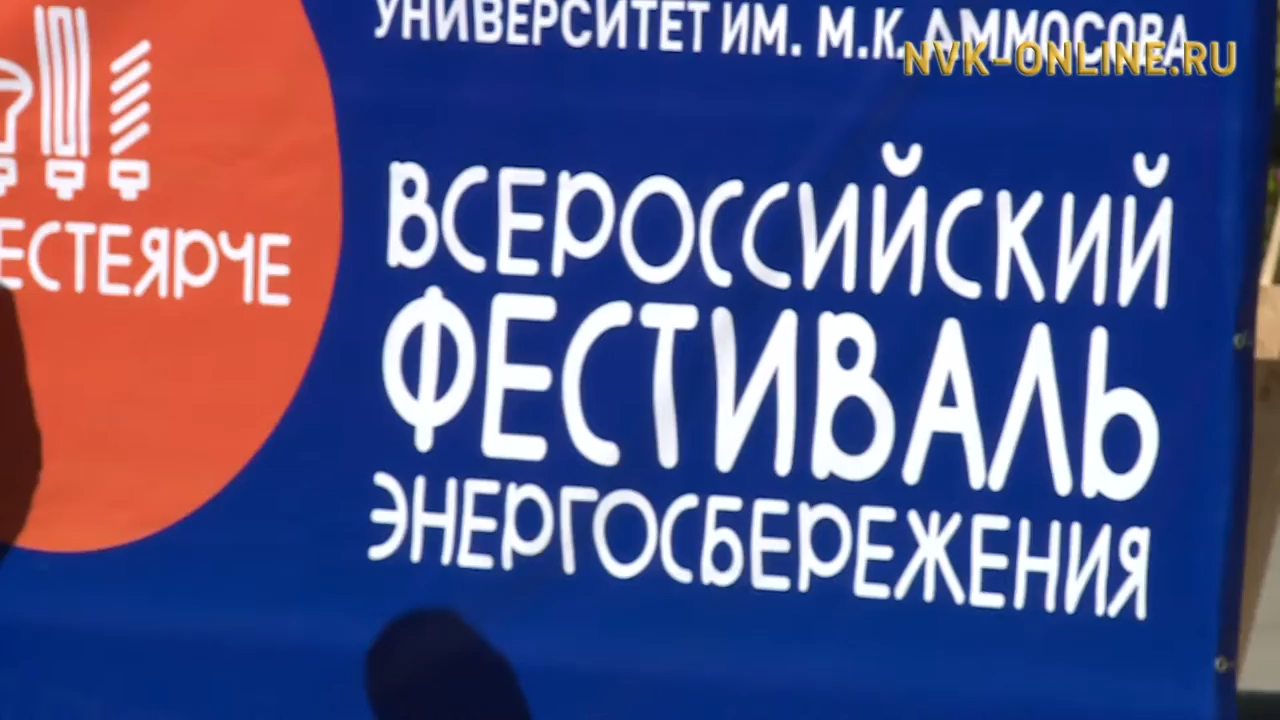 УНИВЕРСИТЕТ ИМ. М.К. АММОСОВА
NVK-ONLINE.RU
ЕСТЕЯРЧЕ
ВСЕРОССИЙСКИЙ
ФЕСТИВАЛЬ
ЭНЕРГОСБЕРЕЖЕНИЯ